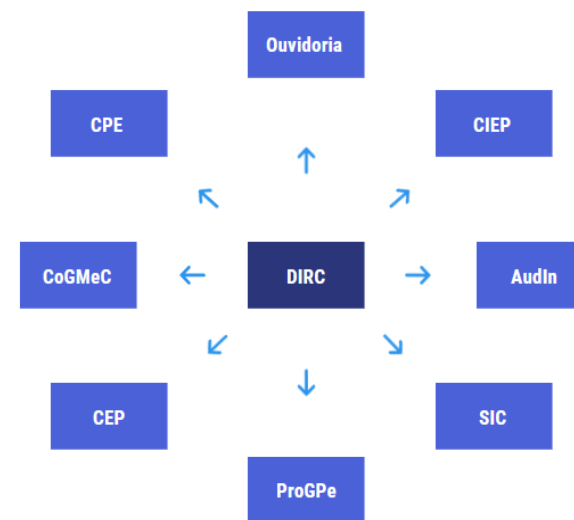 Ouvidoria
CPE
CIEP
CoGMeC
DIRC
AudIn
CEP
SIC
ProGPe